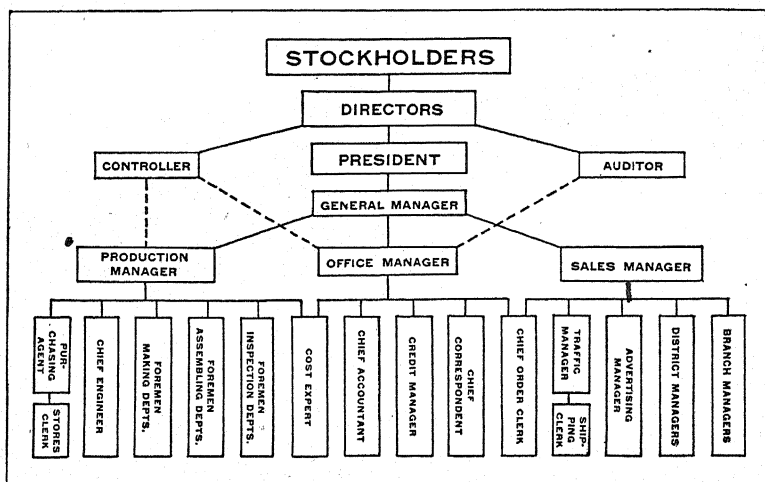 STOCKHOLDERS
DIRECTORS
CONTROLLER
PRESIDENT
AUDITOR
GENERAL MANAGER
PRODUCTION
MANAGER
OFFICE MANAGER
SALES MANAGER
PUR-
CHASING
AGENT
STORES
CLERK
CHIEF ENGINEER
FOREMEN
MAKING DEPTS.
FOREMEN
ASSEMBLING DEPTS.
FOREMEN
INSPECTION DEPTS.
COST EXPERT
CHIEF ACCOUNTANT
CREDIT MANAGER
CHIEF
CORRESPONDENT
CHIEF ORDER CLERK
TRAFFIC
MANAGER
SHIP-
PING
CLERK
ADVERTISING
MANAGER
DISTRICT MANAGERS
BRANCH MANAGERS